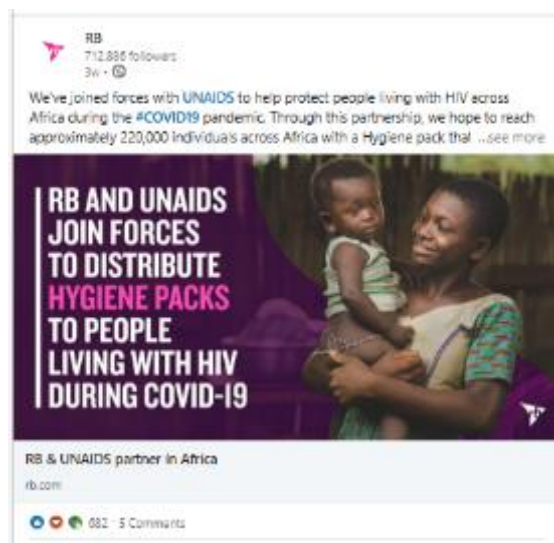 RB
712,886 followers
3w •
We've joined forces with UNAIDS to help protect people living with HIV across
Africa during the #COVID19 pandemic. Through this partnership, we hope to reach
approximately 220,000 individuals across Africa with a Hygiene pack that ...see more
RB AND UNAIDS
JOIN FORCES
TO DISTRIBUTE
HYGIENE PACKS
TO PEOPLE
LIVING WITH HIV
DURING COVID-19
RB & UNAIDS partner in Africa
rb.com
682 · 5 Comments